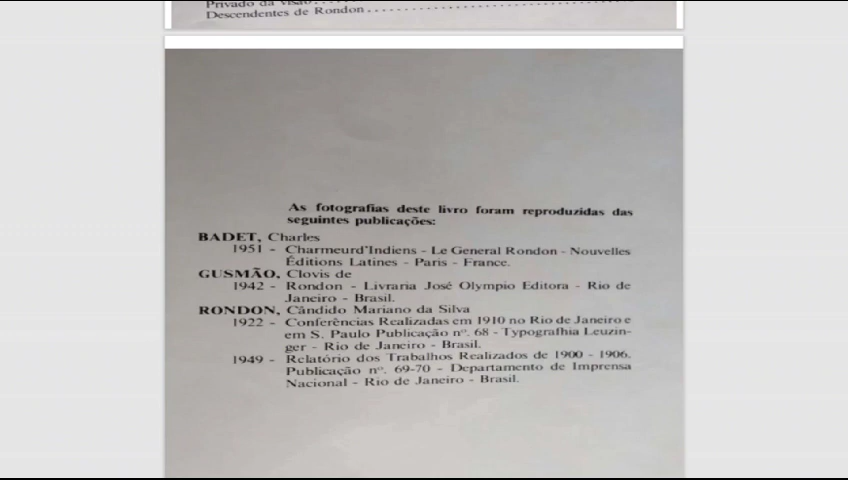 Privado da visão
Descendentes de Rondon
As fotografias deste livro foram reproduzidas das
seguintes publicações:
BADET, Charles
1951 - Charmeurd'Indiens - Le General Rondon - Nouvelles
Éditions Latines - Paris - France.
GUSMÃO, Clovis de
1942 - Rondon - Livraria José Olympio Editora - Rio de
Janeiro - Brasil.
RONDON, Cândido Mariano da Silva
1922 - Conferências Realizadas em 1910 no Rio de Janeiro e
em S. Paulo Publicação nº. 68 - Typografhia Leuzin-
ger - Rio de Janeiro - Brasil.
1949 - Relatório dos Trabalhos Realizados de 1900 - 1906.
Publicação nº. 69-70 - Departamento de Imprensa
Nacional - Rio de Janeiro - Brasil.